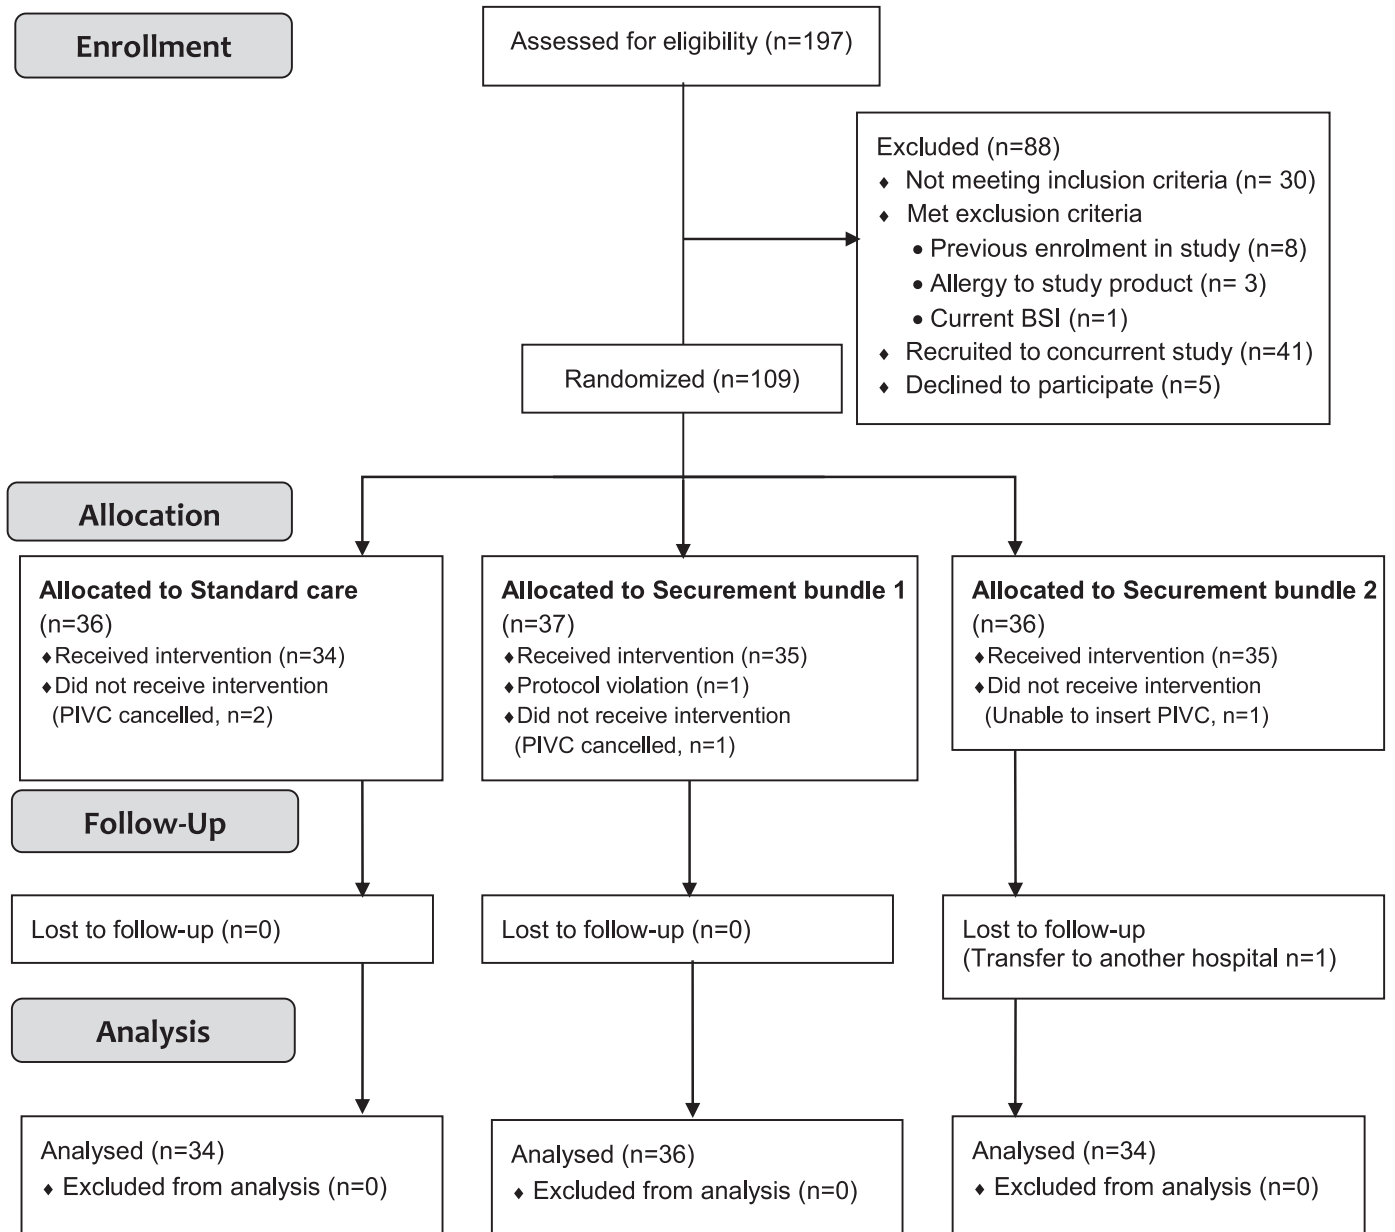 Enrollment
Assessed for eligibility (n=197)
Excluded (n=88)
♦ Not meeting inclusion criteria (n= 30)
♦ Met exclusion criteria
• Previous enrolment in study (n=8)
• Allergy to study product (n= 3)
• Current BSI (n=1)
♦ Recruited to concurrent study (n=41)
♦ Declined to participate (n=5)
Randomized (n=109)
Allocation
Allocated to Standard care
(n=36)
♦Received intervention (n=34)
♦Did not receive intervention
(PIVC cancelled, n=2)
Allocated to Securement bundle 1
(n=37)
♦Received intervention (n=35)
♦Protocol violation (n=1)
♦Did not receive intervention
(PIVC cancelled, n=1)
Allocated to Securement bundle 2
(n=36)
♦Received intervention (n=35)
♦Did not receive intervention
(Unable to insert PIVC, n=1)
Follow-Up
Lost to follow-up (n=0)
Lost to follow-up (n=0)
Lost to follow-up
(Transfer to another hospital n=1)
Analysis
Analysed (n=34)
♦ Excluded from analysis (n=0)
Analysed (n=36)
♦ Excluded from analysis (n=0)
Analysed (n=34)
♦ Excluded from analysis (n=0)